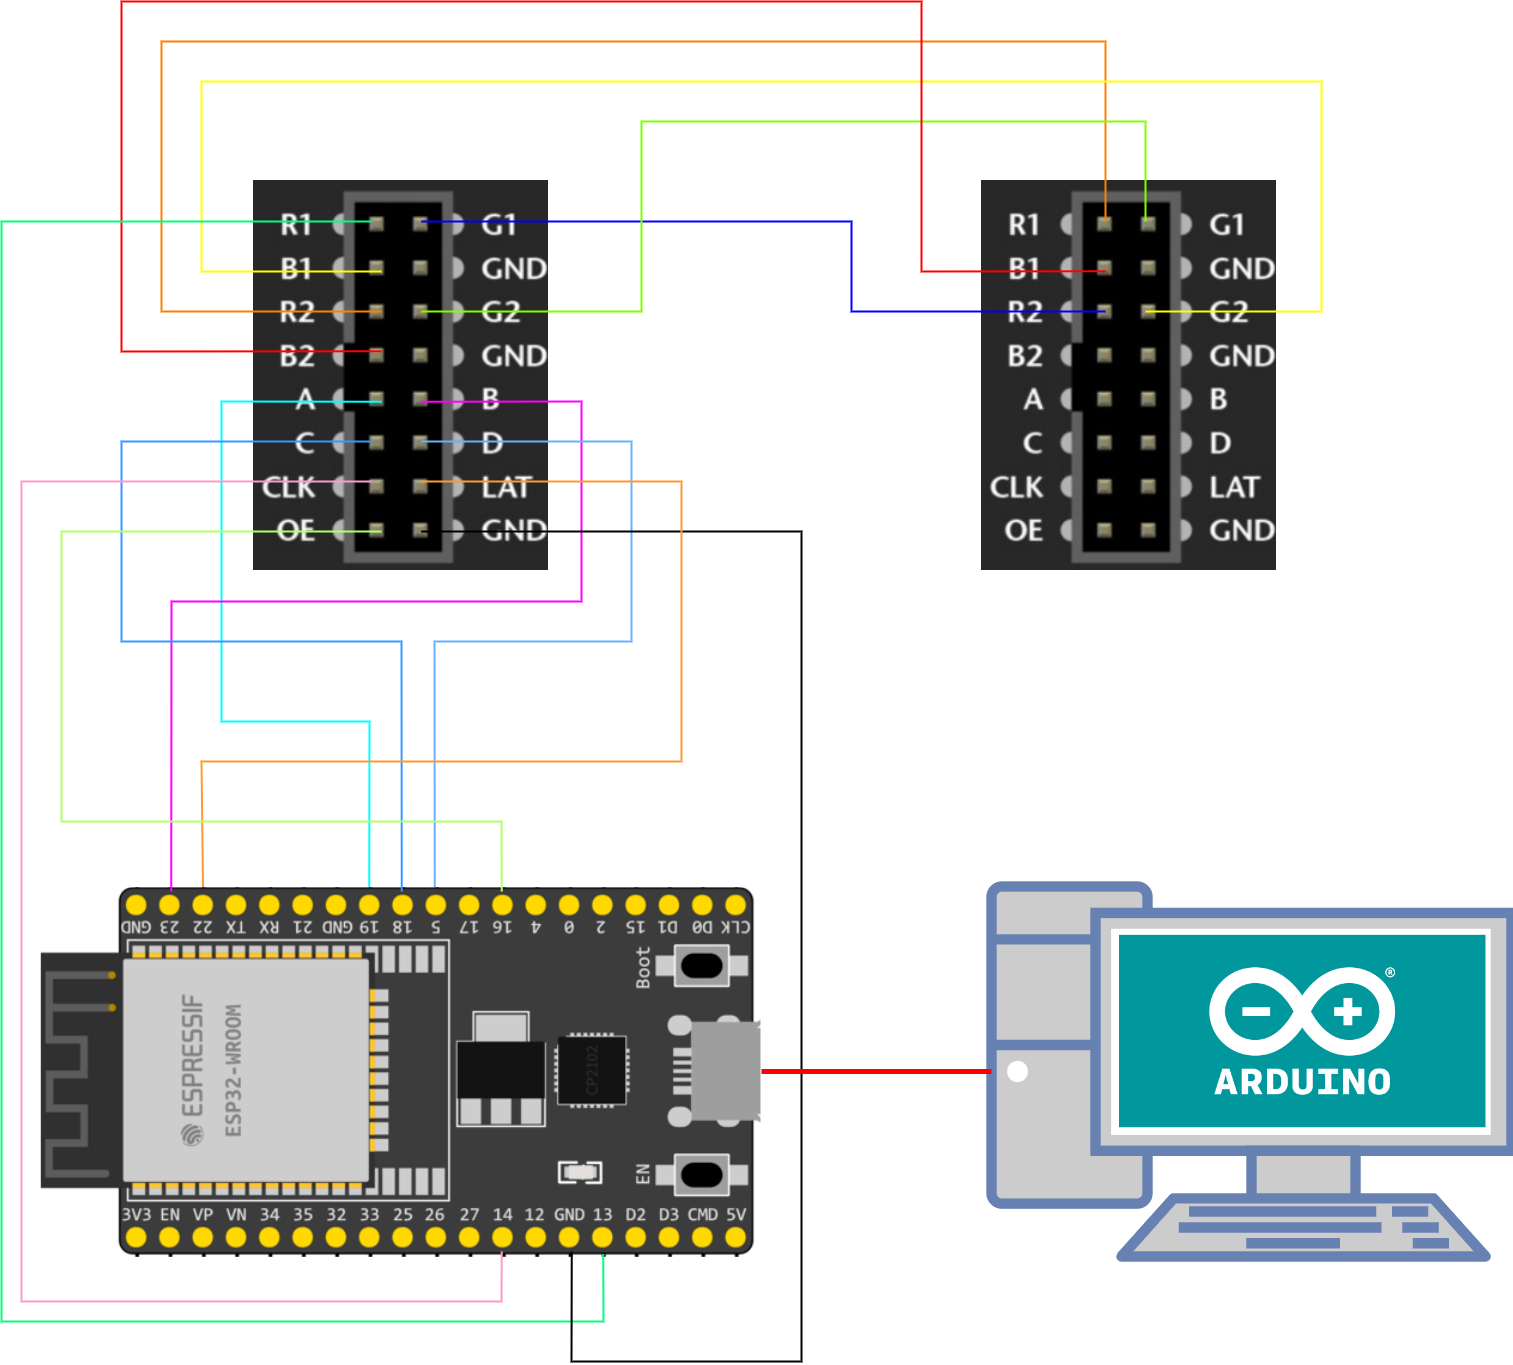 R1 G1
B1 GND
R2 G2
B2 GND
A B
C D
CLK LAT
OE GND
R1 G1
B1 GND
R2 G2
B2 GND
A B
C D
CLK LAT
OE GND
GND 23 22 TX RX 21 GND 19 18 5 17 16 4 0 2 15 D1 D0 CLK
Boot
ESPRESSIF
ESP32-WROOM
CP2102
EN
3V3 EN VP VN 34 35 32 33 25 26 27 14 12 GND 13 D2 D3 CMD 5V
®
ARDUINO